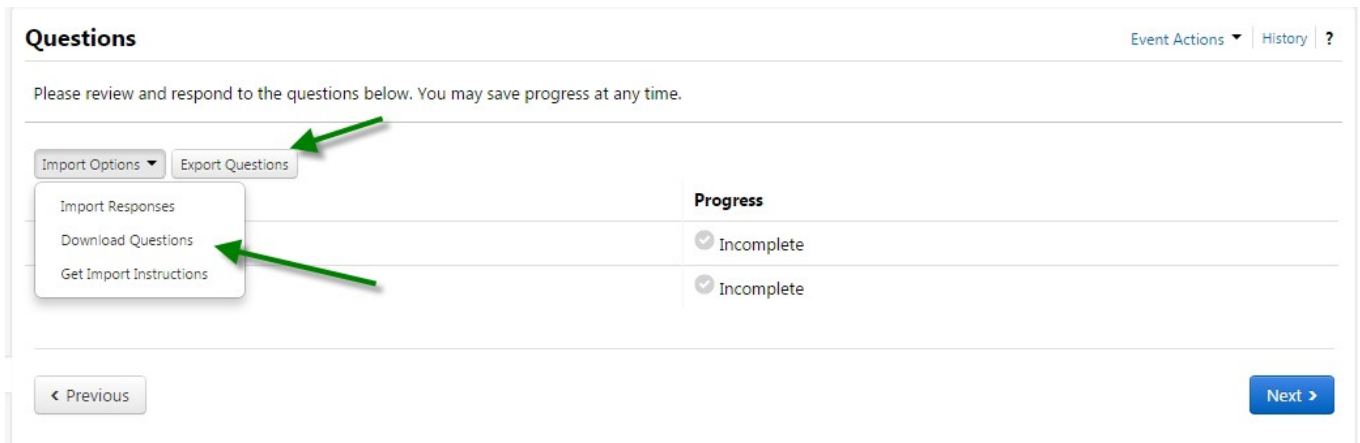 Questions
Event Actions History ?
Please review and respond to the questions below. You may save progress at any time.
Import Options Export Questions
Import Responses
Progress
Download Questions
Incomplete
Get Import Instructions
Incomplete
Previous
Next